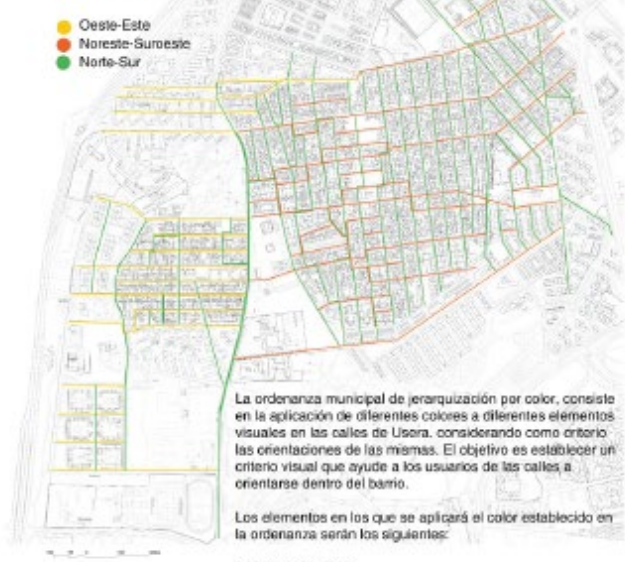 Oeste-Este
Noreste-Suroeste
Norte-Sur
La ordenanza municipal de jerarquización por color, consiste
en la aplicación de diferentes colores a diferentes elementos
visuales en las calles de Usera, considerando como criterio
las orientaciones de las mismas. El objetivo es establecer un
criterio visual que ayude a los usuarios de las calles a
orientarse dentro del barrio.
Los elementos en los que se aplicará el color establecido en
la ordenanza serán los siguientes: